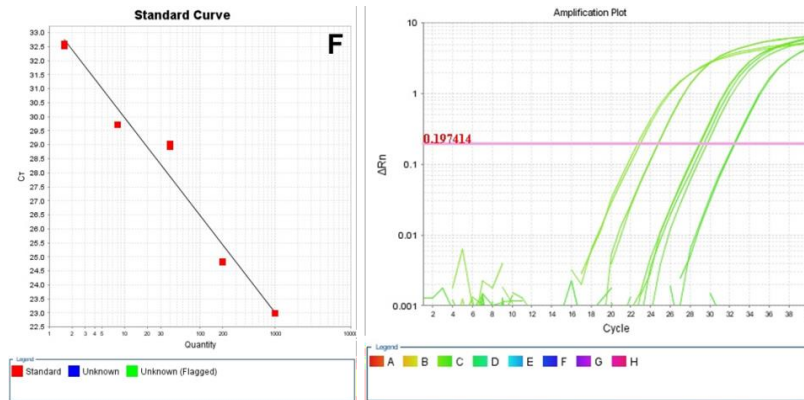 Standard Curve
F
33.0
32.5
32.0
31.5
31.0
30.5
30.0
29.5
29.0
28.5
28.0
27.5
27.0
26.5
26.0
25.5
25.0
24.5
24.0
23.5
23.0
22.5
CT
1 2 3 4 5 10 20 30 100 200 1000 10000
Quantity
Legend
Standard Unknown Unknown (Flagged)
Amplification Plot
10
1
0.197414
0.1
0.01
0.001
ΔRn
2 4 6 8 10 12 14 16 18 20 22 24 26 28 30 32 34 36 38
Cycle
Legend
A B C D E F G H